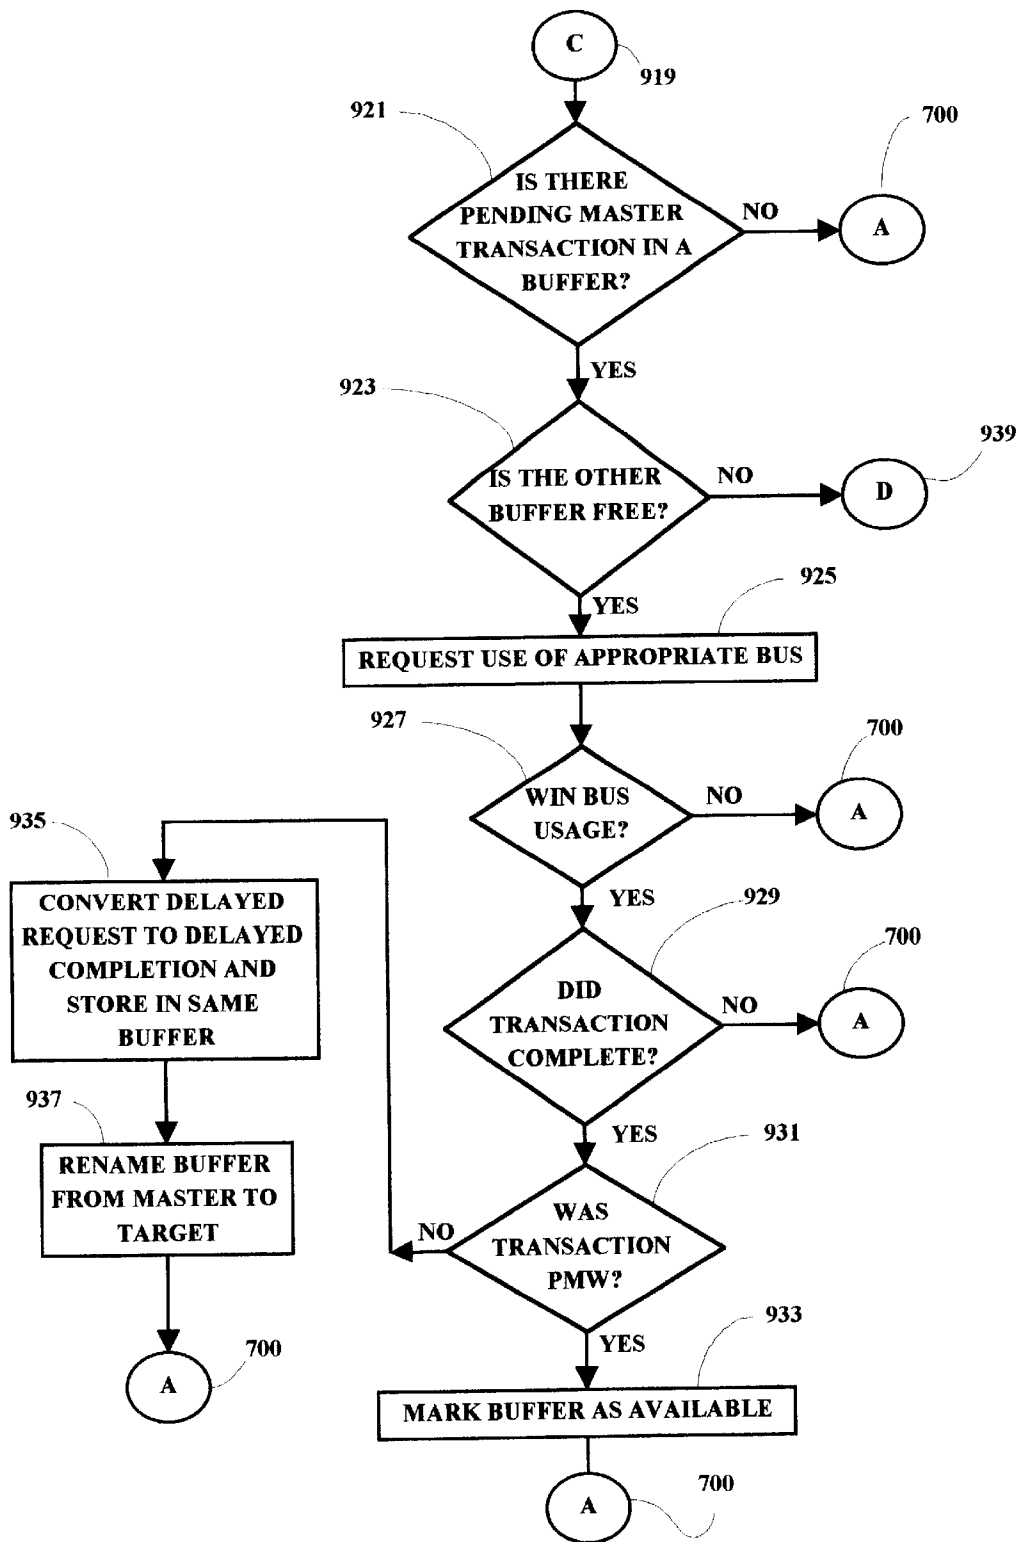 C
919
921
700
IS THERE
PENDING MASTER
TRANSACTION IN A
BUFFER?
NO
A
YES
923
939
IS THE OTHER
BUFFER FREE?
NO
D
YES
925
REQUEST USE OF APPROPRIATE BUS
927
700
WIN BUS
USAGE?
NO
A
YES
929
700
DID
TRANSACTION
COMPLETE?
NO
A
YES
931
WAS
TRANSACTION
PMW?
NO
935
CONVERT DELAYED
REQUEST TO DELAYED
COMPLETION AND
STORE IN SAME
BUFFER
937
RENAME BUFFER
FROM MASTER TO
TARGET
700
A
YES
933
MARK BUFFER AS AVAILABLE
700
A